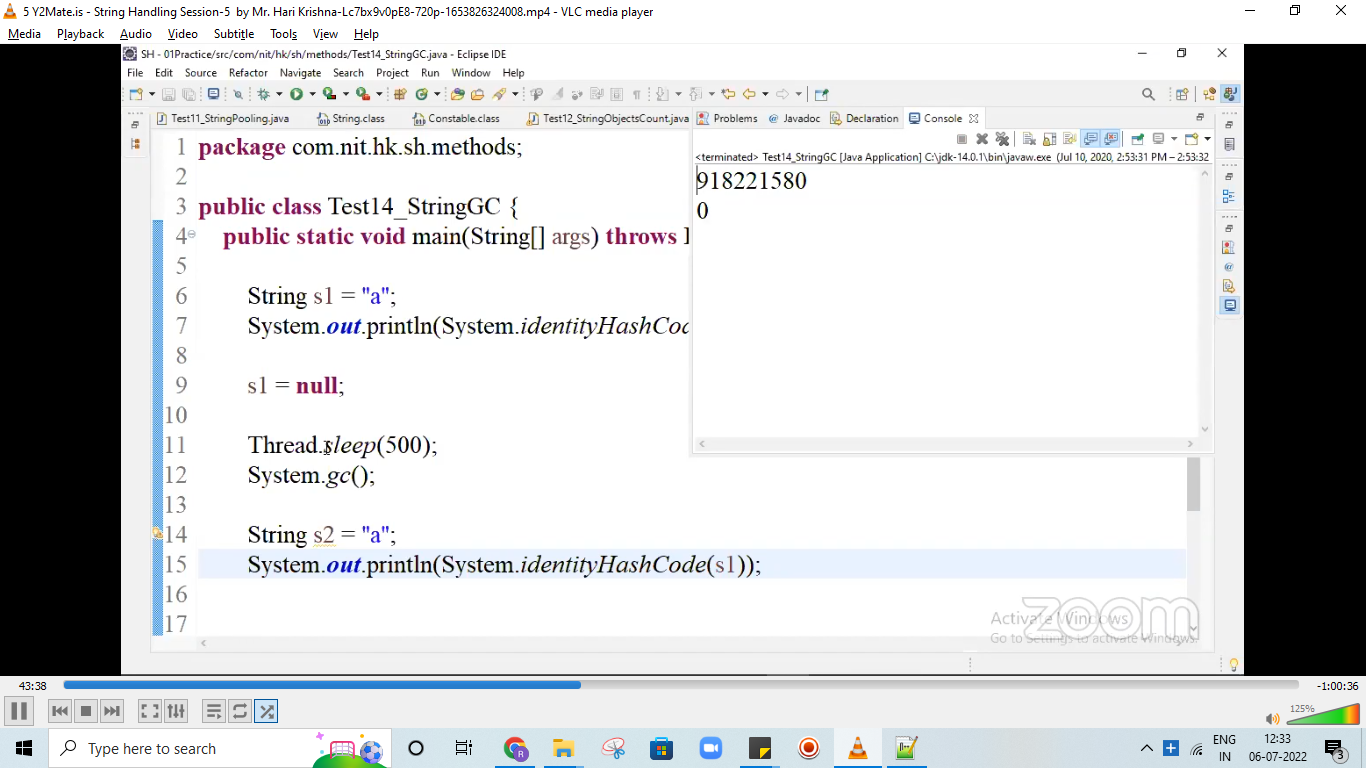 5 Y2Mate.is - String Handling Session-5  by Mr. Hari Krishna-Lc7bx9v0pE8-720p-1653826324008.mp4 - VLC media player
Media Playback Audio Video Subtitle Tools View Help
SH - 01Practice/src/com/nit/hk/sh/methods/Test14_StringGC.java - Eclipse IDE
File Edit Source Refactor Navigate Search Project Run Window Help
Test11_StringPooling.java String.class Constable.class Test12_StringObjectsCount.java
Problems @ Javadoc Declaration Console
<terminated> Test14_StringGC [Java Application] C:\jdk-14.0.1\bin\javaw.exe (Jul 10, 2020, 2:53:31 PM – 2:53:32
918221580
0
1 package com.nit.hk.sh.methods;
2
3 public class Test14_StringGC {
4 public static void main(String[] args) throws I
5
6 String s1 = "a";
7 System.out.println(System.identityHashCod
8
9 s1 = null;
10
11 Thread.sleep(500);
12 System.gc();
13
14 String s2 = "a";
15 System.out.println(System.identityHashCode(s1));
16
17
zoom
Activate Windows
Go to Settings to activate Windows.
43:38
-1:00:36
125%
Type here to search
ENG
IN
12:33
06-07-2022
3